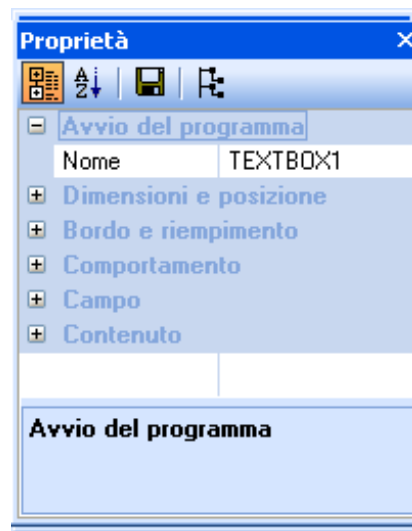 Proprietà
Avvio del programma
Nome TEXTBOX1
Dimensioni e posizione
Bordo e riempimento
Comportamento
Campo
Contenuto
Avvio del programma